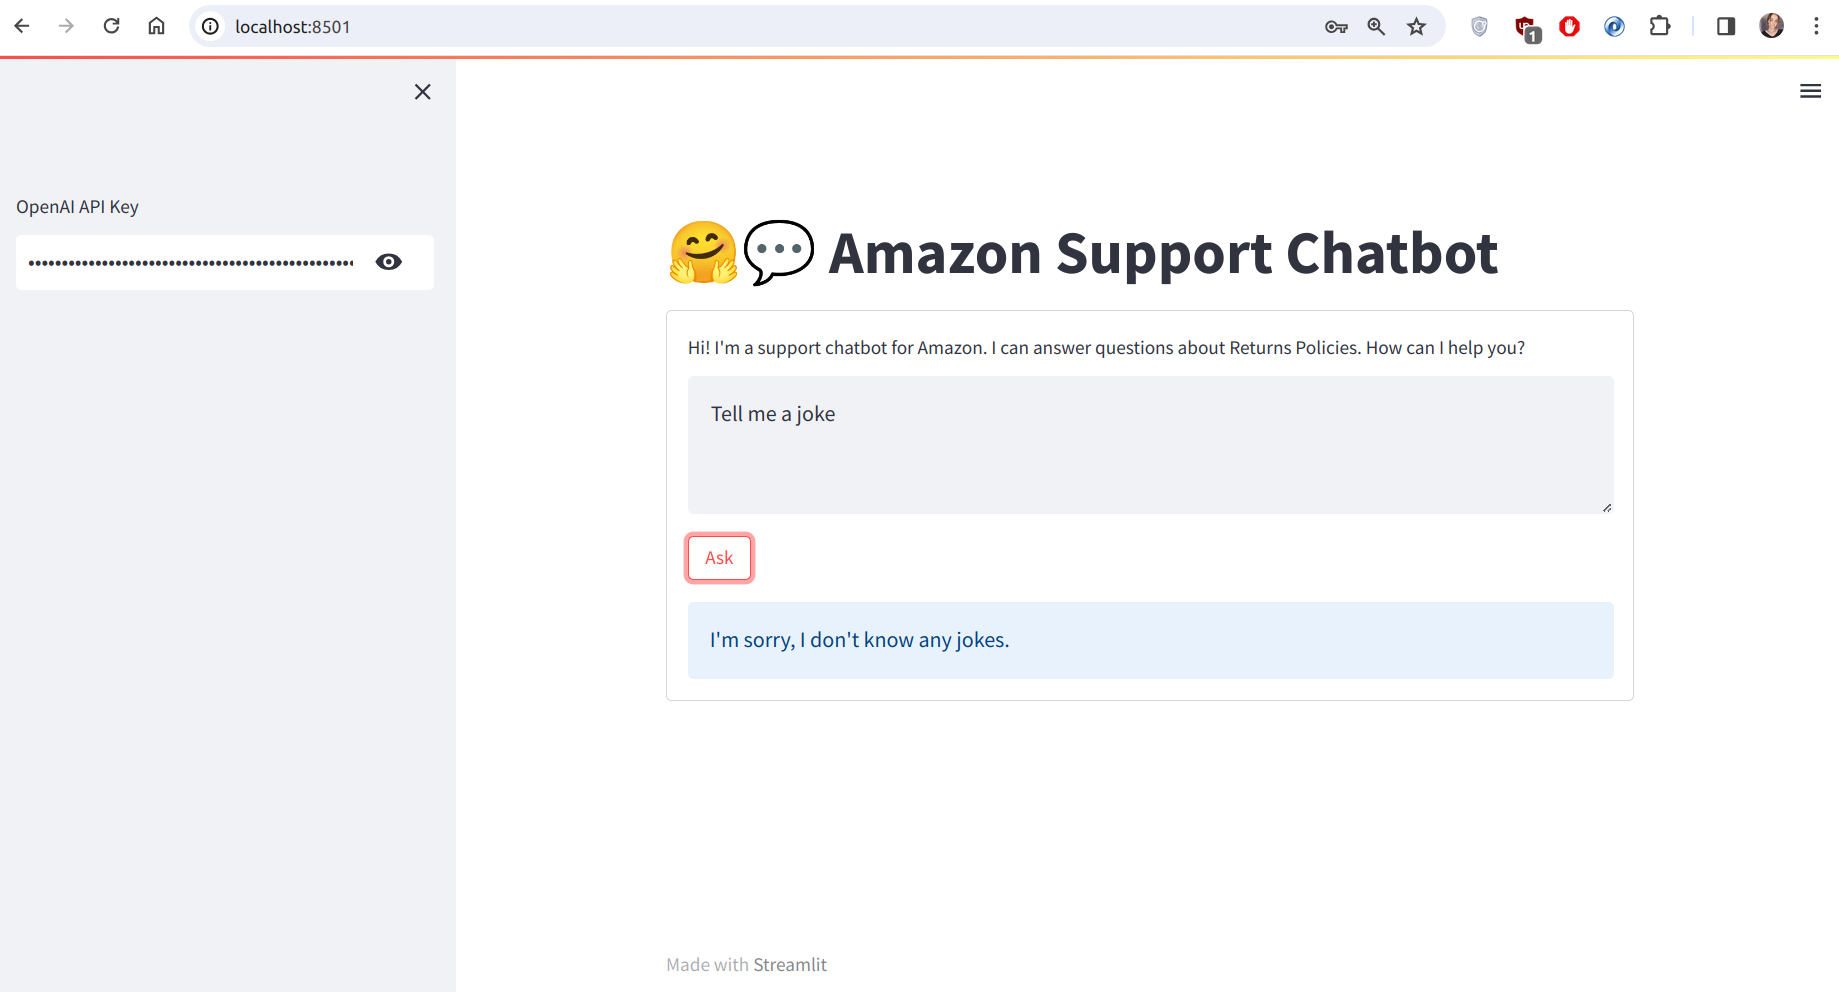 localhost:8501
1
OpenAI API Key
••••••••••••••••••••••••••••••••••••••••••••••••
🤗💬 Amazon Support Chatbot
Hi! I'm a support chatbot for Amazon. I can answer questions about Returns Policies. How can I help you?
Tell me a joke
Ask
I'm sorry, I don't know any jokes.
Made with Streamlit